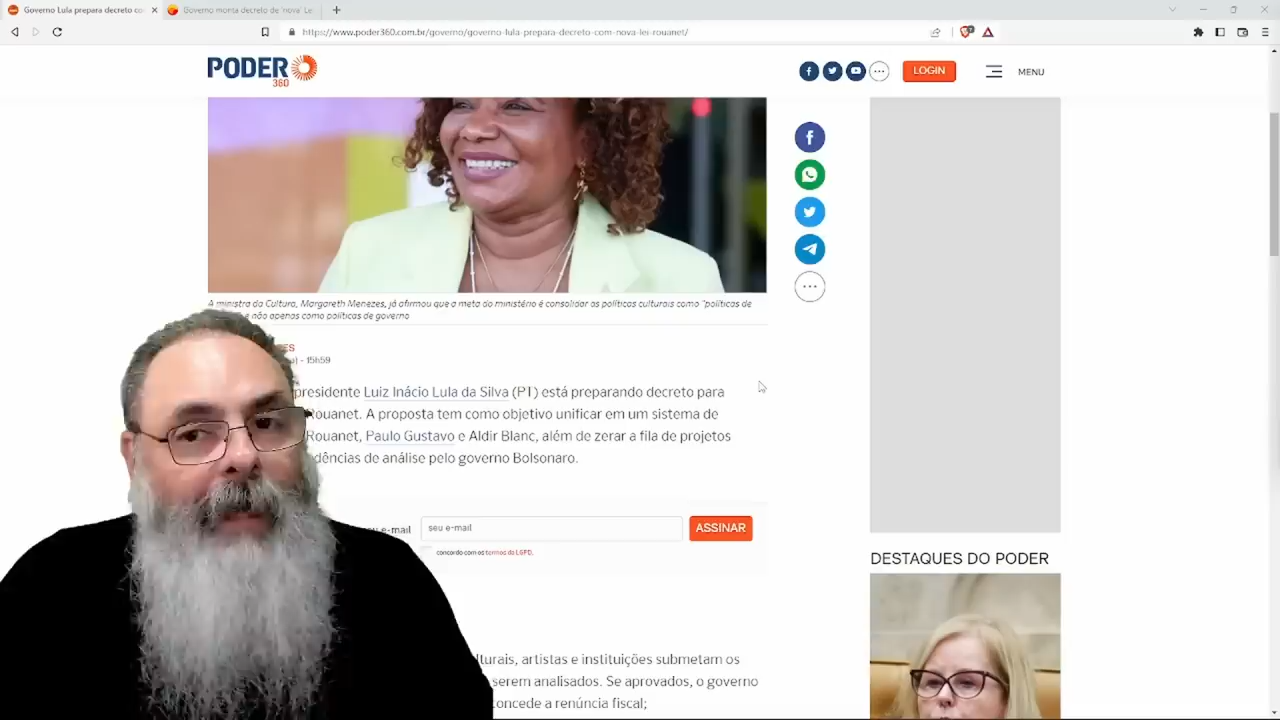 Governo Lula prepara decreto co
Governo monta decreto de 'nova' Lei
https://www.poder360.com.br/governo/governo-lula-prepara-decreto-com-nova-lei-rouanet/
PODER
360
LOGIN
MENU
A ministra da Cultura, Margareth Menezes, já afirmou que a meta do ministério é consolidar as políticas culturais como "políticas de
e não apenas como políticas de governo
ES
- 15h59
presidente Luiz Inácio Lula da Silva (PT) está preparando decreto para
Rouanet. A proposta tem como objetivo unificar em um sistema de
Rouanet, Paulo Gustavo e Aldir Blanc, além de zerar a fila de projetos
dências de análise pelo governo Bolsonaro.
e-mail
seu e-mail
ASSINAR
concordo com os termos da LGPD.
DESTAQUES DO PODER
lturais, artistas e instituições submetam os
serem analisados. Se aprovados, o governo
oncede a renúncia fiscal;